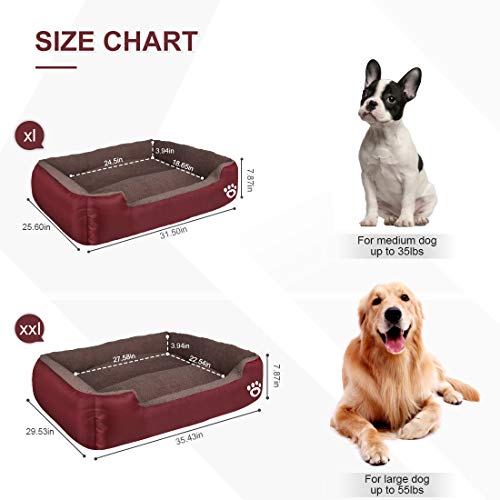 SIZE CHART
xl
3.94in
24.5in
18.65in
7.87in
25.60in
31.50in
For medium dog
up to 35lbs
xxl
3.94in
27.58in
22.54in
7.87in
29.53in
35.43in
For large dog
up to 55lbs